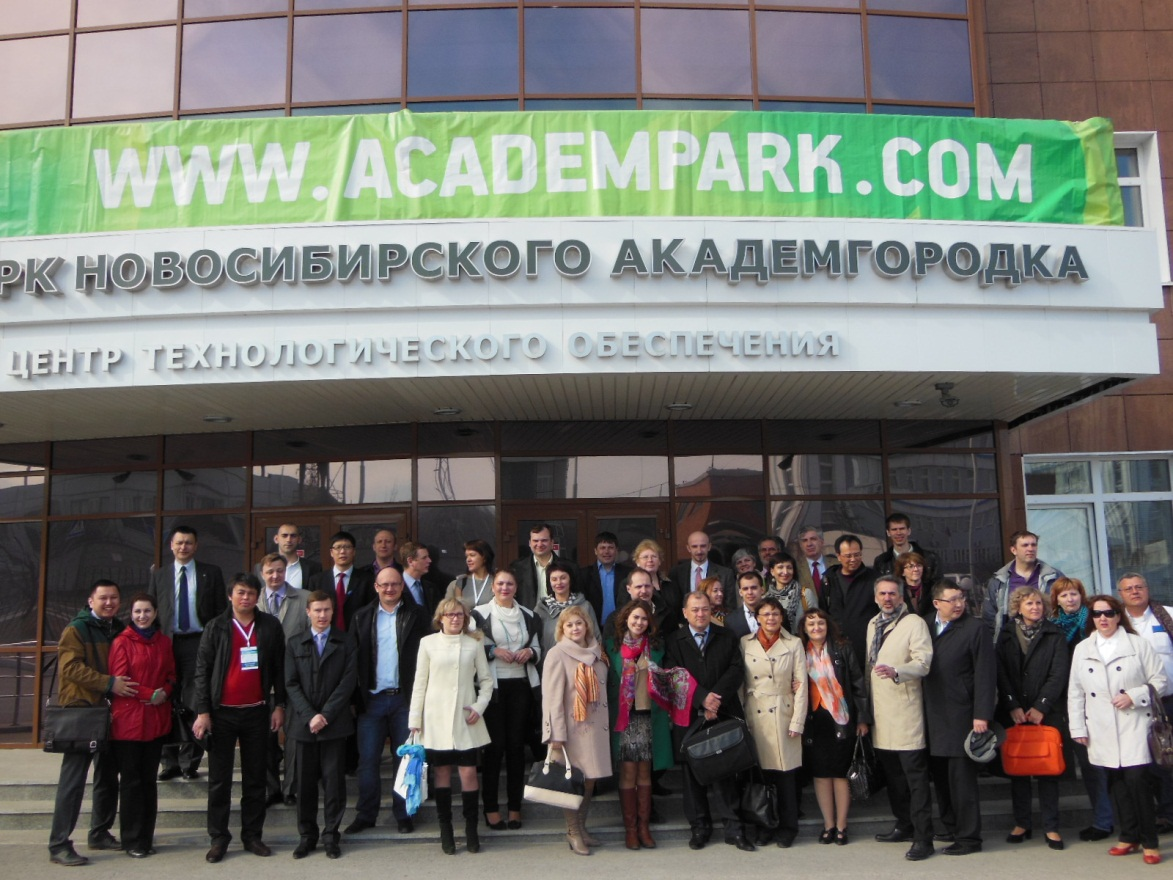 WWW.ACADEMPARK.COM
РК НОВОСИБИРСКОГО АКАДЕМГОРОДКА
ЦЕНТР ТЕХНОЛОГИЧЕСКОГО ОБЕСПЕЧЕНИЯ